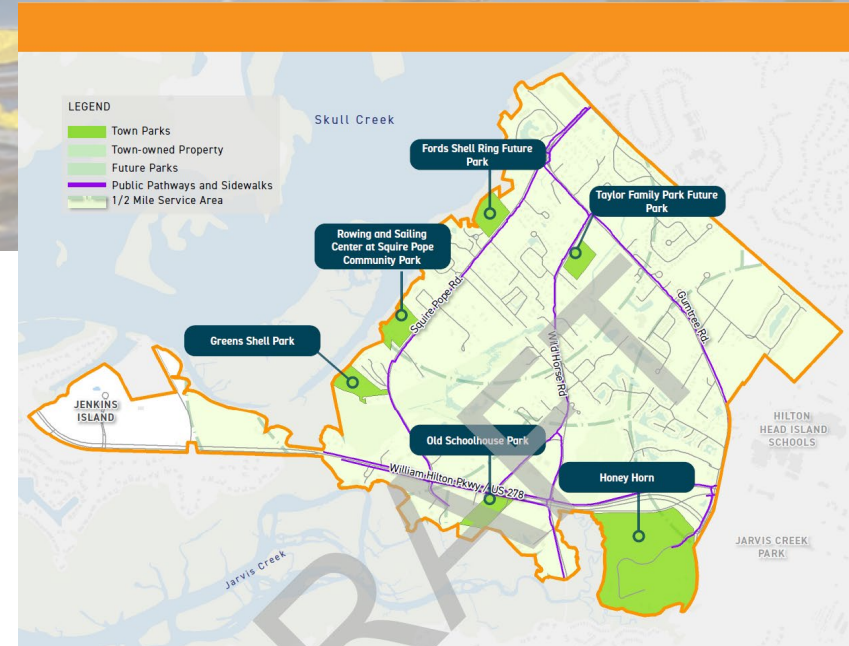 LEGEND
Town Parks
Town-owned Property
Future Parks
Public Pathways and Sidewalks
1/2 Mile Service Area
Skull Creek
Fords Shell Ring Future
Park
Taylor Family Park Future
Park
Rowing and Sailing
Center at Squire Pope
Community Park
Squire Pope Rd.
Gumtree Rd.
Greens Shell Park
Wild Horse Rd
JENKINS
ISLAND
HILTON
HEAD ISLAND
SCHOOLS
Old Schoolhouse Park
William Hilton Pkwy / US 278
Honey Horn
JARVIS CREEK
PARK
Jarvis Creek
DRAFT